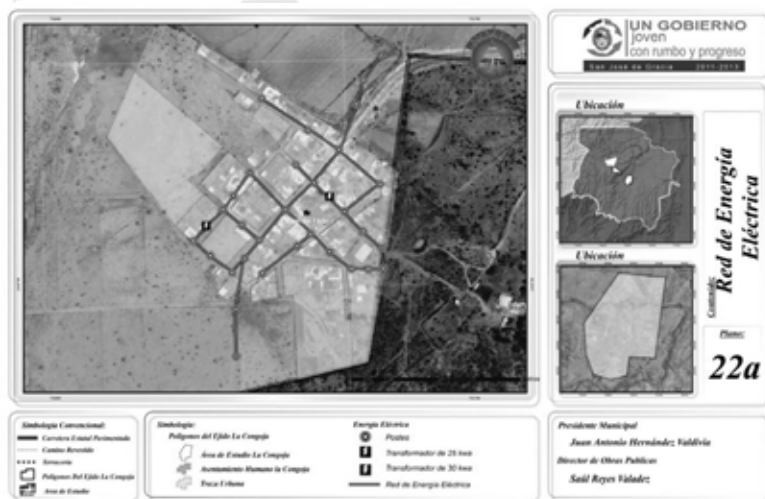 UN GOBIERNO
joven
con rumbo y progreso
San José de Gracia 2011-2013
Ubicación
Ubicación
Contenido:
Red de Energía
Eléctrica
Plano:
22a
Simbología Convencional:
Carretera Estatal Pavimentada
Camino Revestido
Terracería
Polígonos Del Ejido La Congoja
Area de Estudio
Simbología:
Polígonos del Ejido La Congoja
Área de Estudio La Congoja
Asentamiento Humano la Congoja
Traza Urbana
Energía Eléctrica
Postes
Transformador de 25 kwa
Transformador de 30 kwa
Red de Energía Eléctrica
Presidente Municipal
Juan Antonio Hernández Valdivia
Director de Obras Publicas
Saúl Reyes Valadez